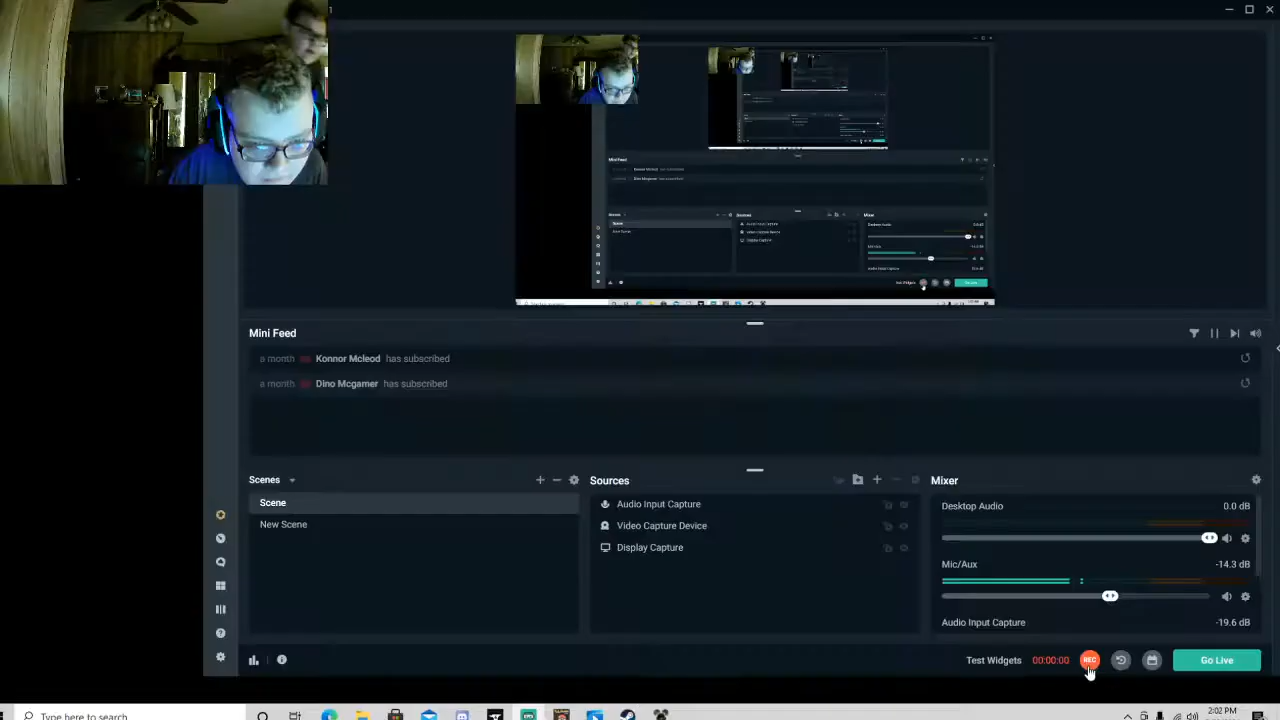 Mini Feed
a month Konnor Mcleod has subscribed
a month Dino Mcgamer has subscribed
Scenes
Scene
New Scene
Sources
Audio Input Capture
Video Capture Device
Display Capture
Mixer
Desktop Audio 0.0 dB
Mic/Aux -14.3 dB
Audio Input Capture -19.6 dB
Test Widgets 00:00:00 REC Go Live
Type here to search
2:02 PM